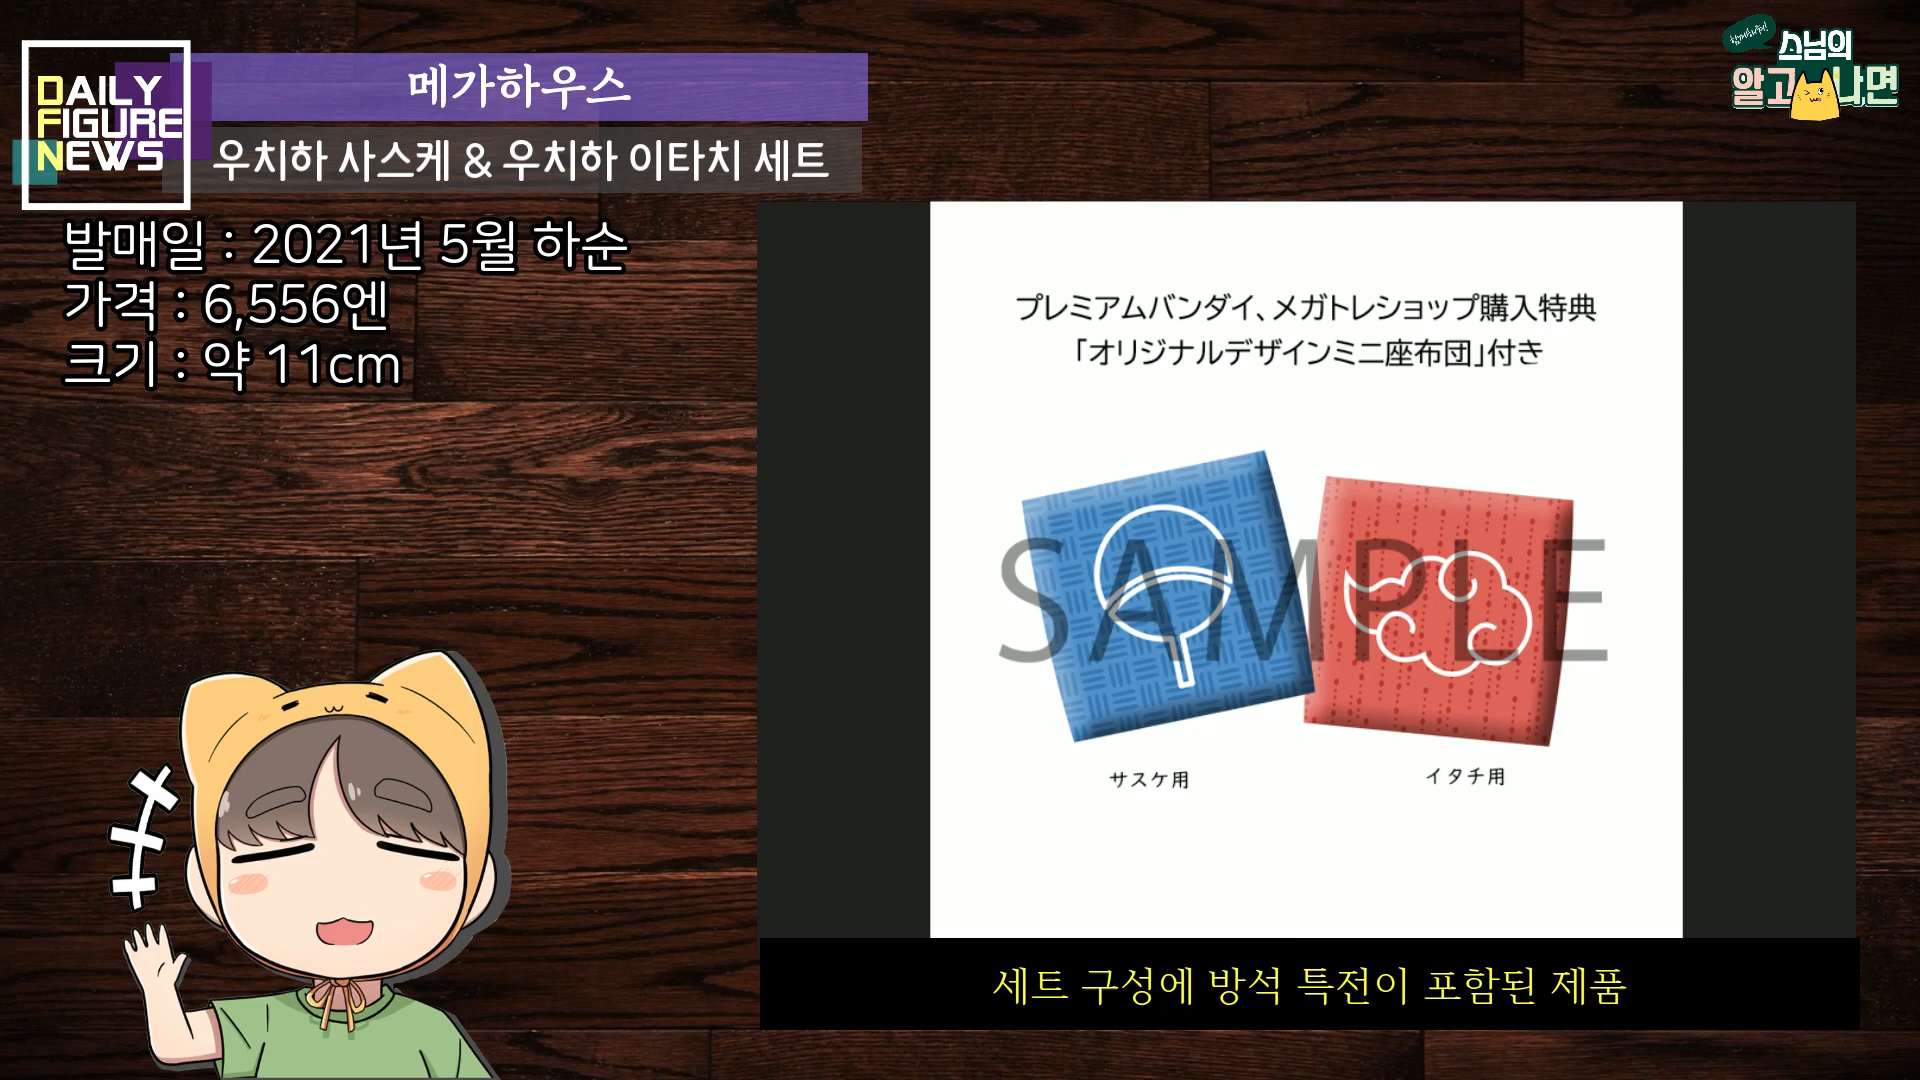 DAILY
FIGURE
NEWS
메가하우스
우치하 사스케 & 우치하 이타치 세트
스님의
알고 나면
발매일 : 2021년 5월 하순
가격 : 6,556엔
크기 : 약 11cm
プレミアムバンダイ、メガトレショップ購入特典
「オリジナルデザインミニ座布団」付き
SAMPLE
サスケ用
イタチ用
세트 구성에 방석 특전이 포함된 제품